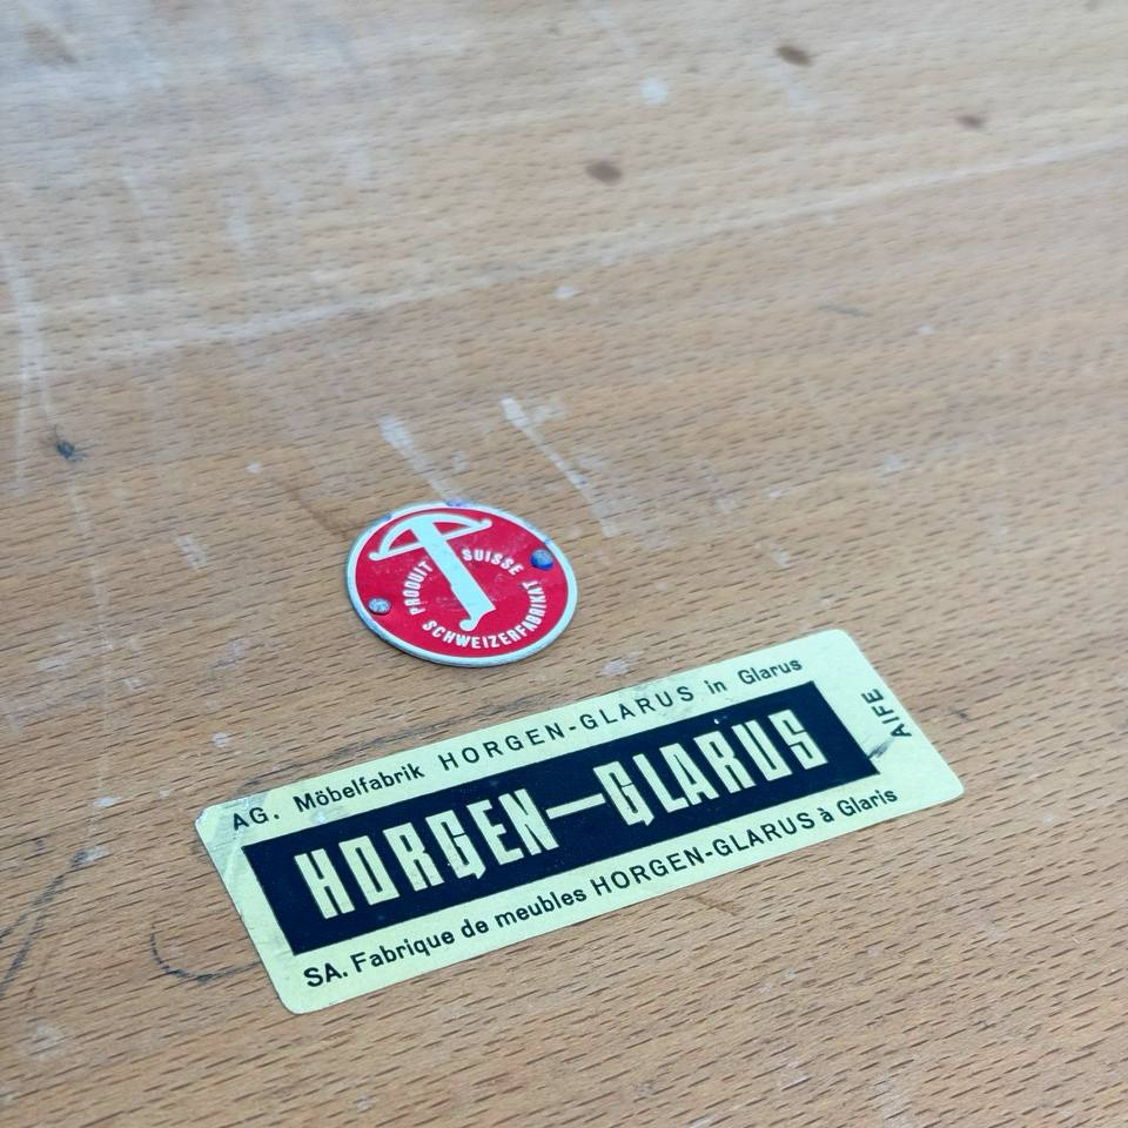 PRODUIT SUISSE
SCHWEIZERFABRIKAT
AG. Möbelfabrik HORGEN-GLARUS in Glarus
HORGEN-GLARUS
SA. Fabrique de meubles HORGEN-GLARUS à Glaris
AIFE